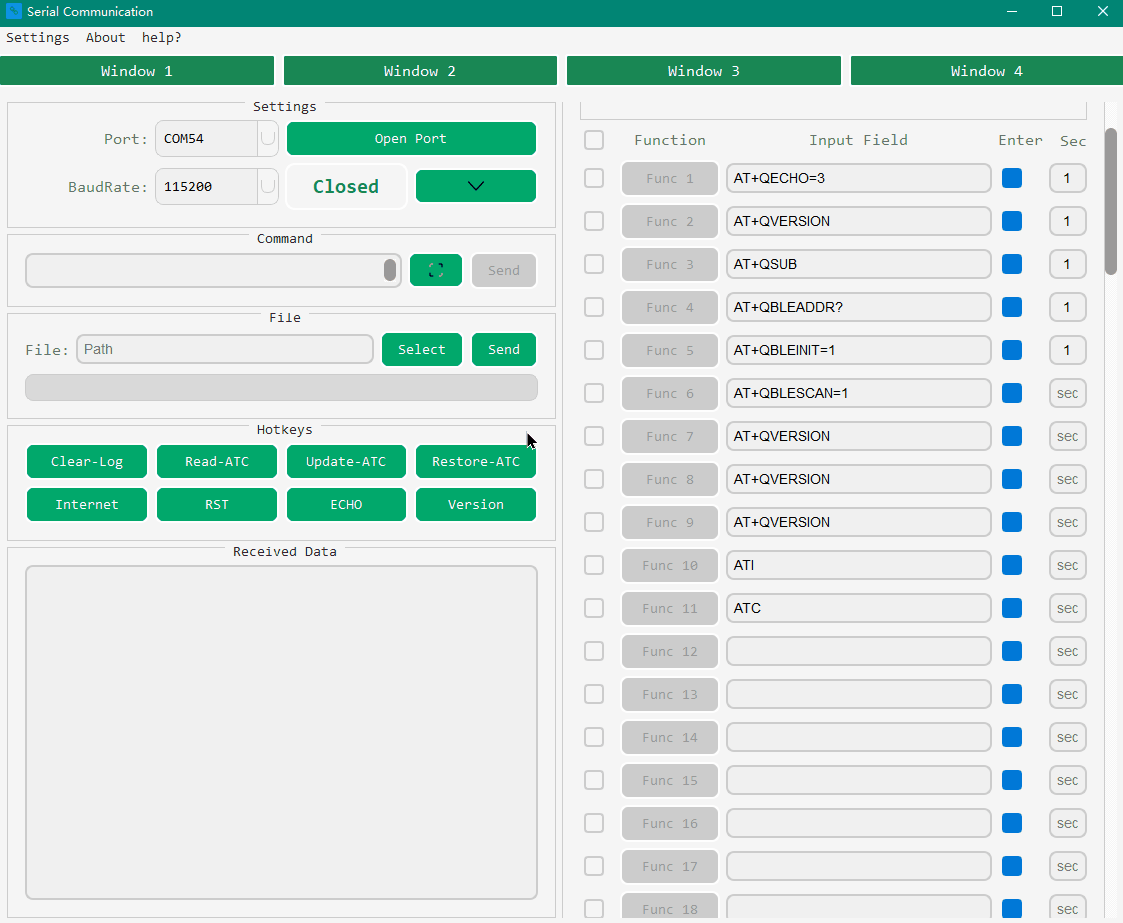 Serial Communication
Settings About help?
Window 1 Window 2 Window 3 Window 4
Settings
Port: COM54 Open Port
BaudRate: 115200 Closed
Command
Send
File
File: Path Select Send
Hotkeys
Clear-Log Read-ATC Update-ATC Restore-ATC
Internet RST ECHO Version
Received Data
Function Input Field Enter Sec
Func 1 AT+QECHO=3 1
Func 2 AT+QVERSION 1
Func 3 AT+QSUB 1
Func 4 AT+QBLEADDR? 1
Func 5 AT+QBLEINIT=1 1
Func 6 AT+QBLESCAN=1 sec
Func 7 AT+QVERSION sec
Func 8 AT+QVERSION sec
Func 9 AT+QVERSION sec
Func 10 ATI sec
Func 11 ATC sec
Func 12 sec
Func 13 sec
Func 14 sec
Func 15 sec
Func 16 sec
Func 17 sec
Func 18 sec